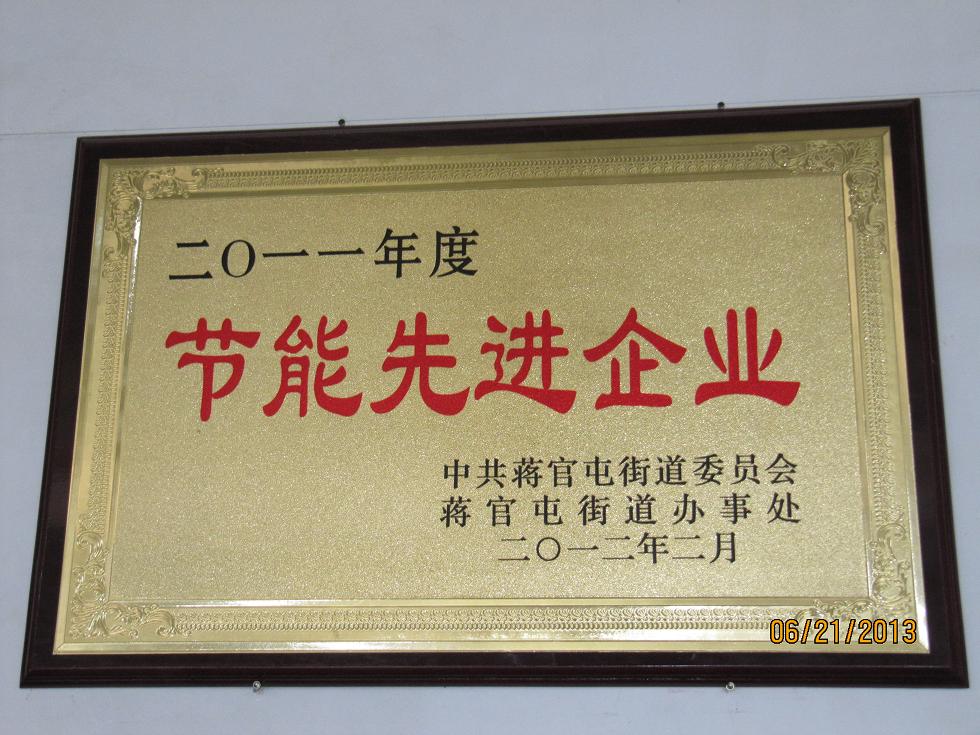 二〇一一年度
节能先进企业
中共蒋官屯街道委员会
蒋官屯街道办事处
二〇一二年二月
06/21/2013